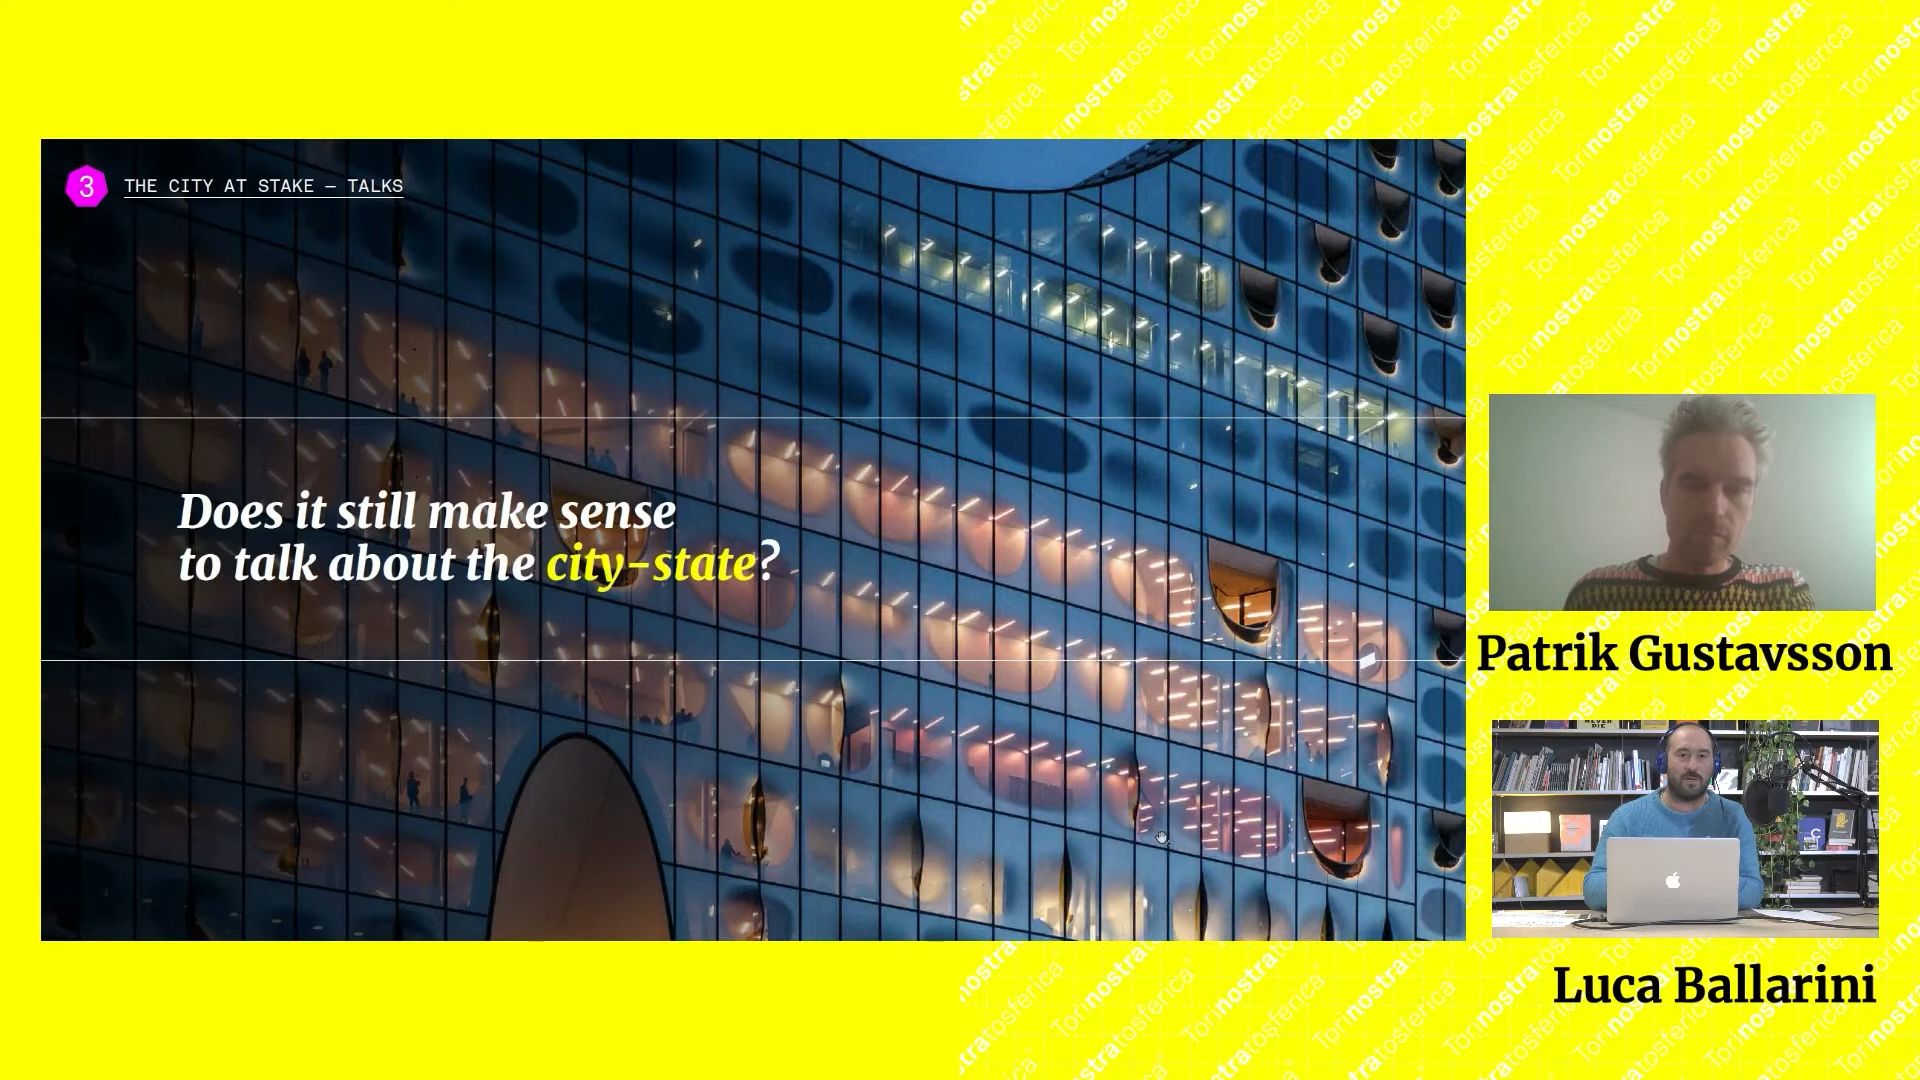 3
THE CITY AT STAKE – TALKS
Does it still make sense
to talk about the city-state?
Patrik Gustavsson
Luca Ballarini
Torinostratosferica